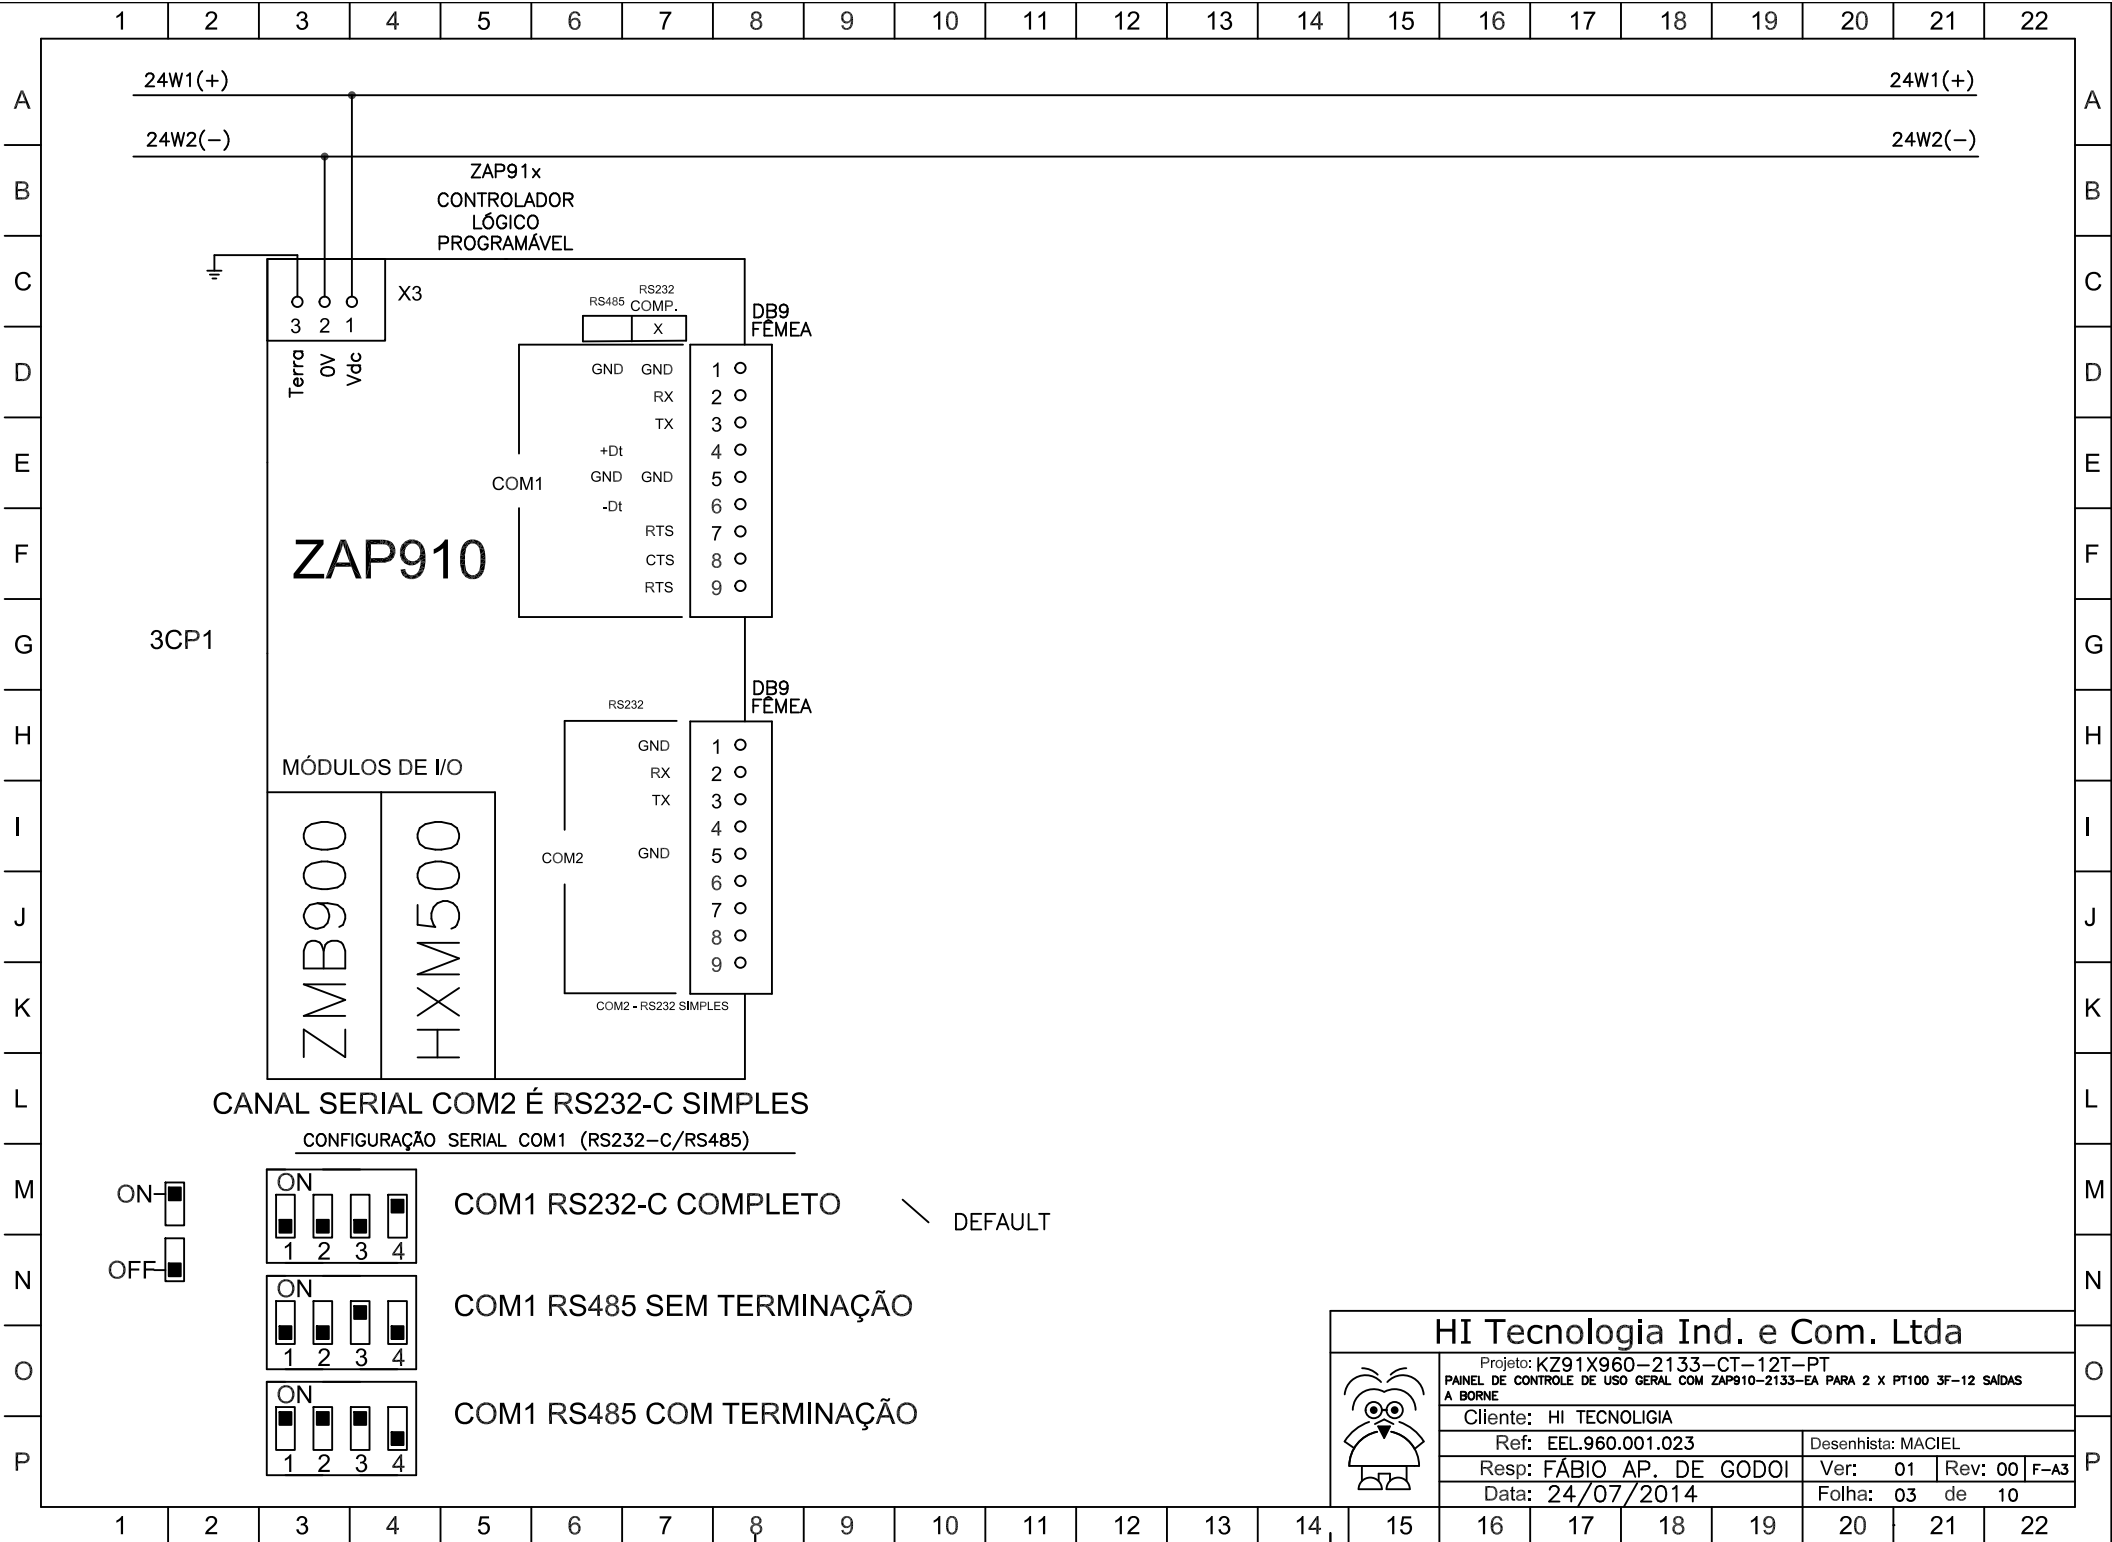 1 2 3 4 5 6 7 8 9 10 11 12 13 14 15 16 17 18 19 20 21 22
A A
B B
C C
D D
E E
F F
G G
H H
I I
J J
K K
L L
M M
N N
O O
P P
24W1(+) 24W1(+)
24W2(-) 24W2(-)
ZAP91x
CONTROLADOR
LÓGICO
PROGRAMÁVEL
X3
3 2 1
Terra
0V
Vdc
RS485
RS232
COMP.
X
DB9
FÊMEA
GND GND 1
RX 2
TX 3
+Dt 4
GND GND 5
-Dt 6
RTS 7
CTS 8
RTS 9
COM1
ZAP910
3CP1
DB9
FÊMEA
RS232
GND 1
RX 2
TX 3
4
GND 5
6
7
8
9
COM2
COM2 - RS232 SIMPLES
MÓDULOS DE I/O
ZMB900
HXM500
CANAL SERIAL COM2 É RS232-C SIMPLES
CONFIGURAÇÃO SERIAL COM1 (RS232-C/RS485)
ON
OFF
ON
1 2 3 4
COM1 RS232-C COMPLETO
DEFAULT
ON
1 2 3 4
COM1 RS485 SEM TERMINAÇÃO
ON
1 2 3 4
COM1 RS485 COM TERMINAÇÃO
HI Tecnologia Ind. e Com. Ltda
Projeto: KZ91X960-2133-CT-12T-PT
PAINEL DE CONTROLE DE USO GERAL COM ZAP910-2133-EA PARA 2 X PT100 3F-12 SAÍDAS
A BORNE
Cliente: HI TECNOLIGIA
Ref: EEL.960.001.023 Desenhista: MACIEL
Resp: FÁBIO AP. DE GODOI Ver: 01 Rev: 00 F-A3
Data: 24/07/2014 Folha: 03 de 10
1 2 3 4 5 6 7 8 9 10 11 12 13 14 15 16 17 18 19 20 21 22